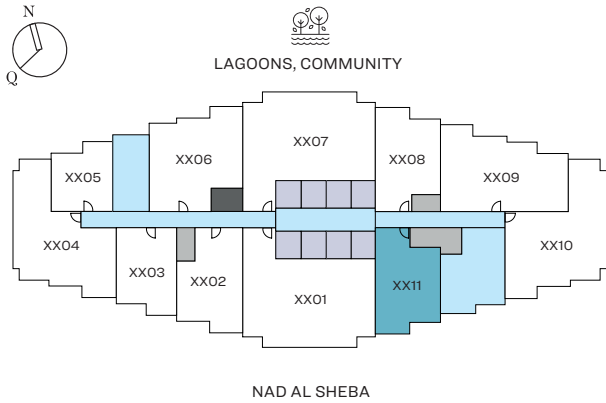 N
Q
LAGOONS, COMMUNITY
XX07
XX06
XX08
XX05
XX09
XX04
XX10
XX03
XX02
XX01
XX11
NAD AL SHEBA